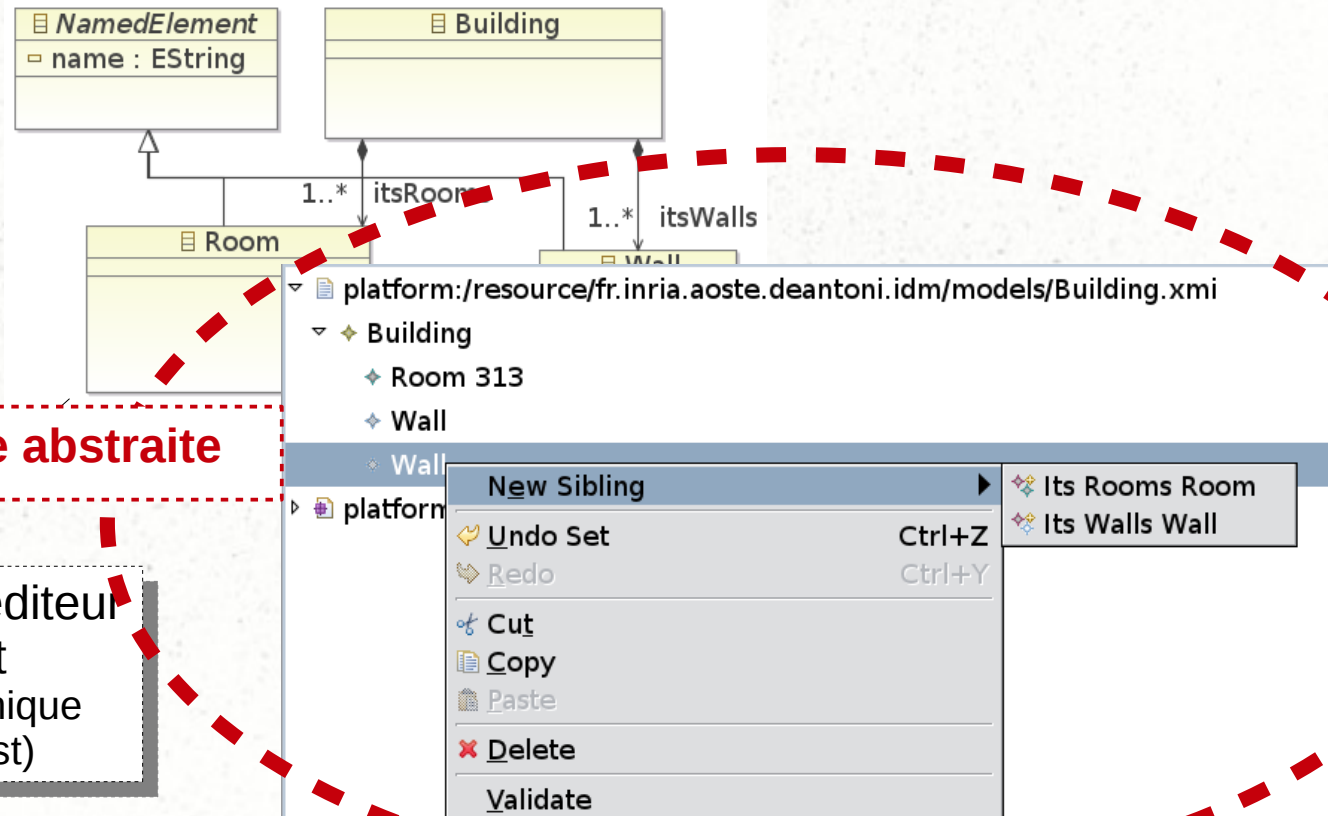 NamedElement
name : EString
Building
1..* itsRooms
1..* itsWalls
Room
Wall
platform:/resource/fr.inria.aoste.deantoni.idm/models/Building.xmi
Building
Room 313
Wall
Wall
platform
e abstraite
éditeur
t
nique
st)
New Sibling
Its Rooms Room
Its Walls Wall
Undo Set Ctrl+Z
Redo Ctrl+Y
Cut
Copy
Paste
Delete
Validate